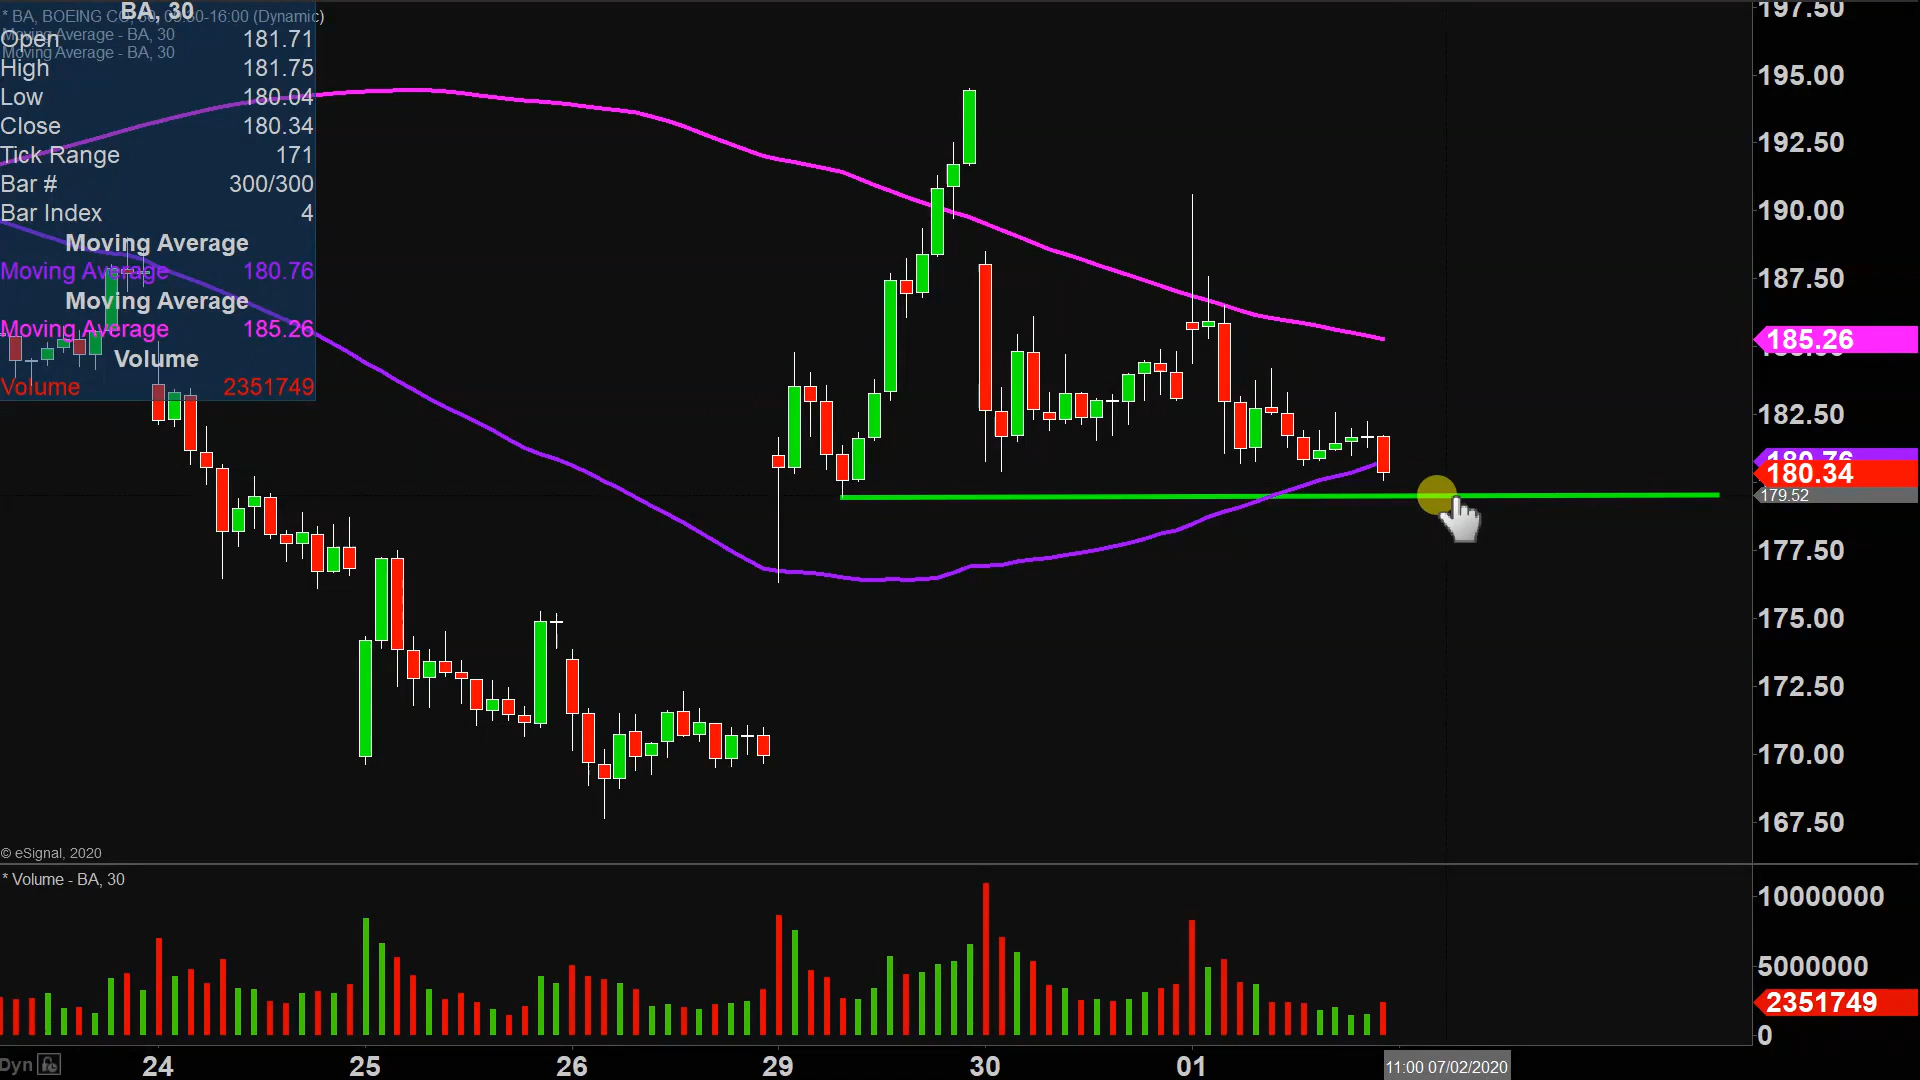 BA, 30
* BA, BOEING CO, 30, 09:30-16:00 (Dynamic)
Moving Average - BA, 30
Moving Average - BA, 30
Open 181.71
High 181.75
Low 180.04
Close 180.34
Tick Range 171
Bar # 300/300
Bar Index 4
Moving Average
Moving Average 180.76
Moving Average
Moving Average 185.26
Volume
Volume 2351749
197.50
195.00
192.50
190.00
187.50
185.26
182.50
180.76
180.34
179.52
177.50
175.00
172.50
170.00
167.50
© eSignal, 2020
* Volume - BA, 30
10000000
5000000
2351749
0
Dyn
24 25 26 29 30 01
11:00 07/02/2020